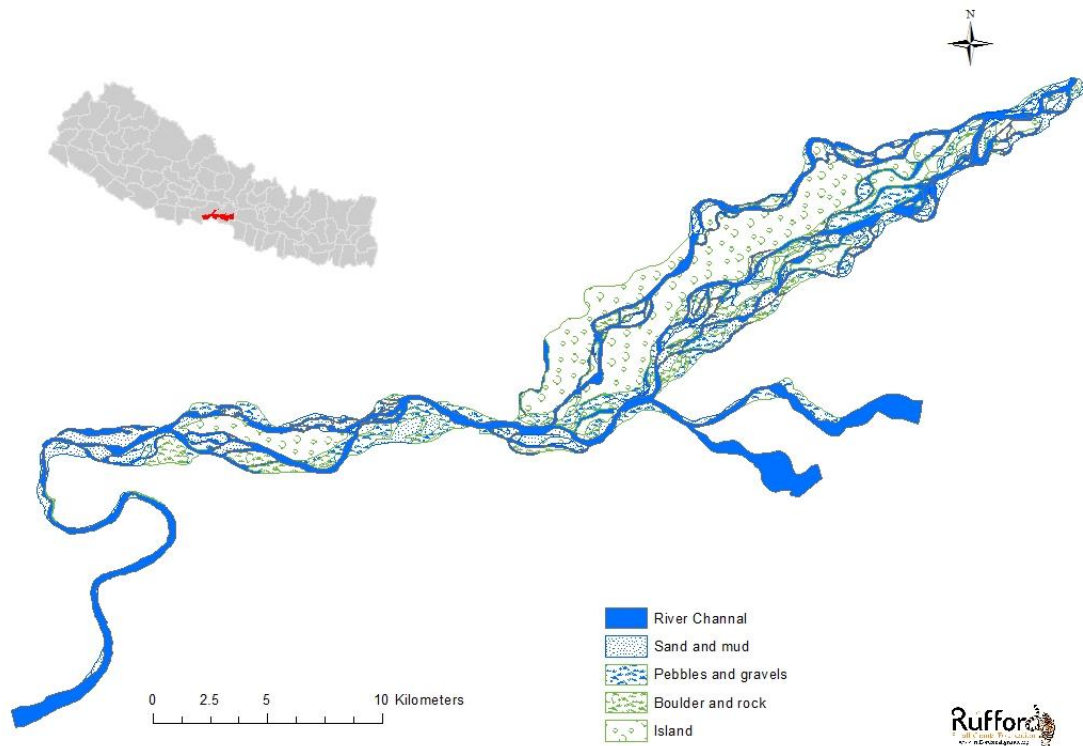 N
River Channal
Sand and mud
Pebbles and gravels
Boulder and rock
Island
0 2.5 5 10 Kilometers
Rufford